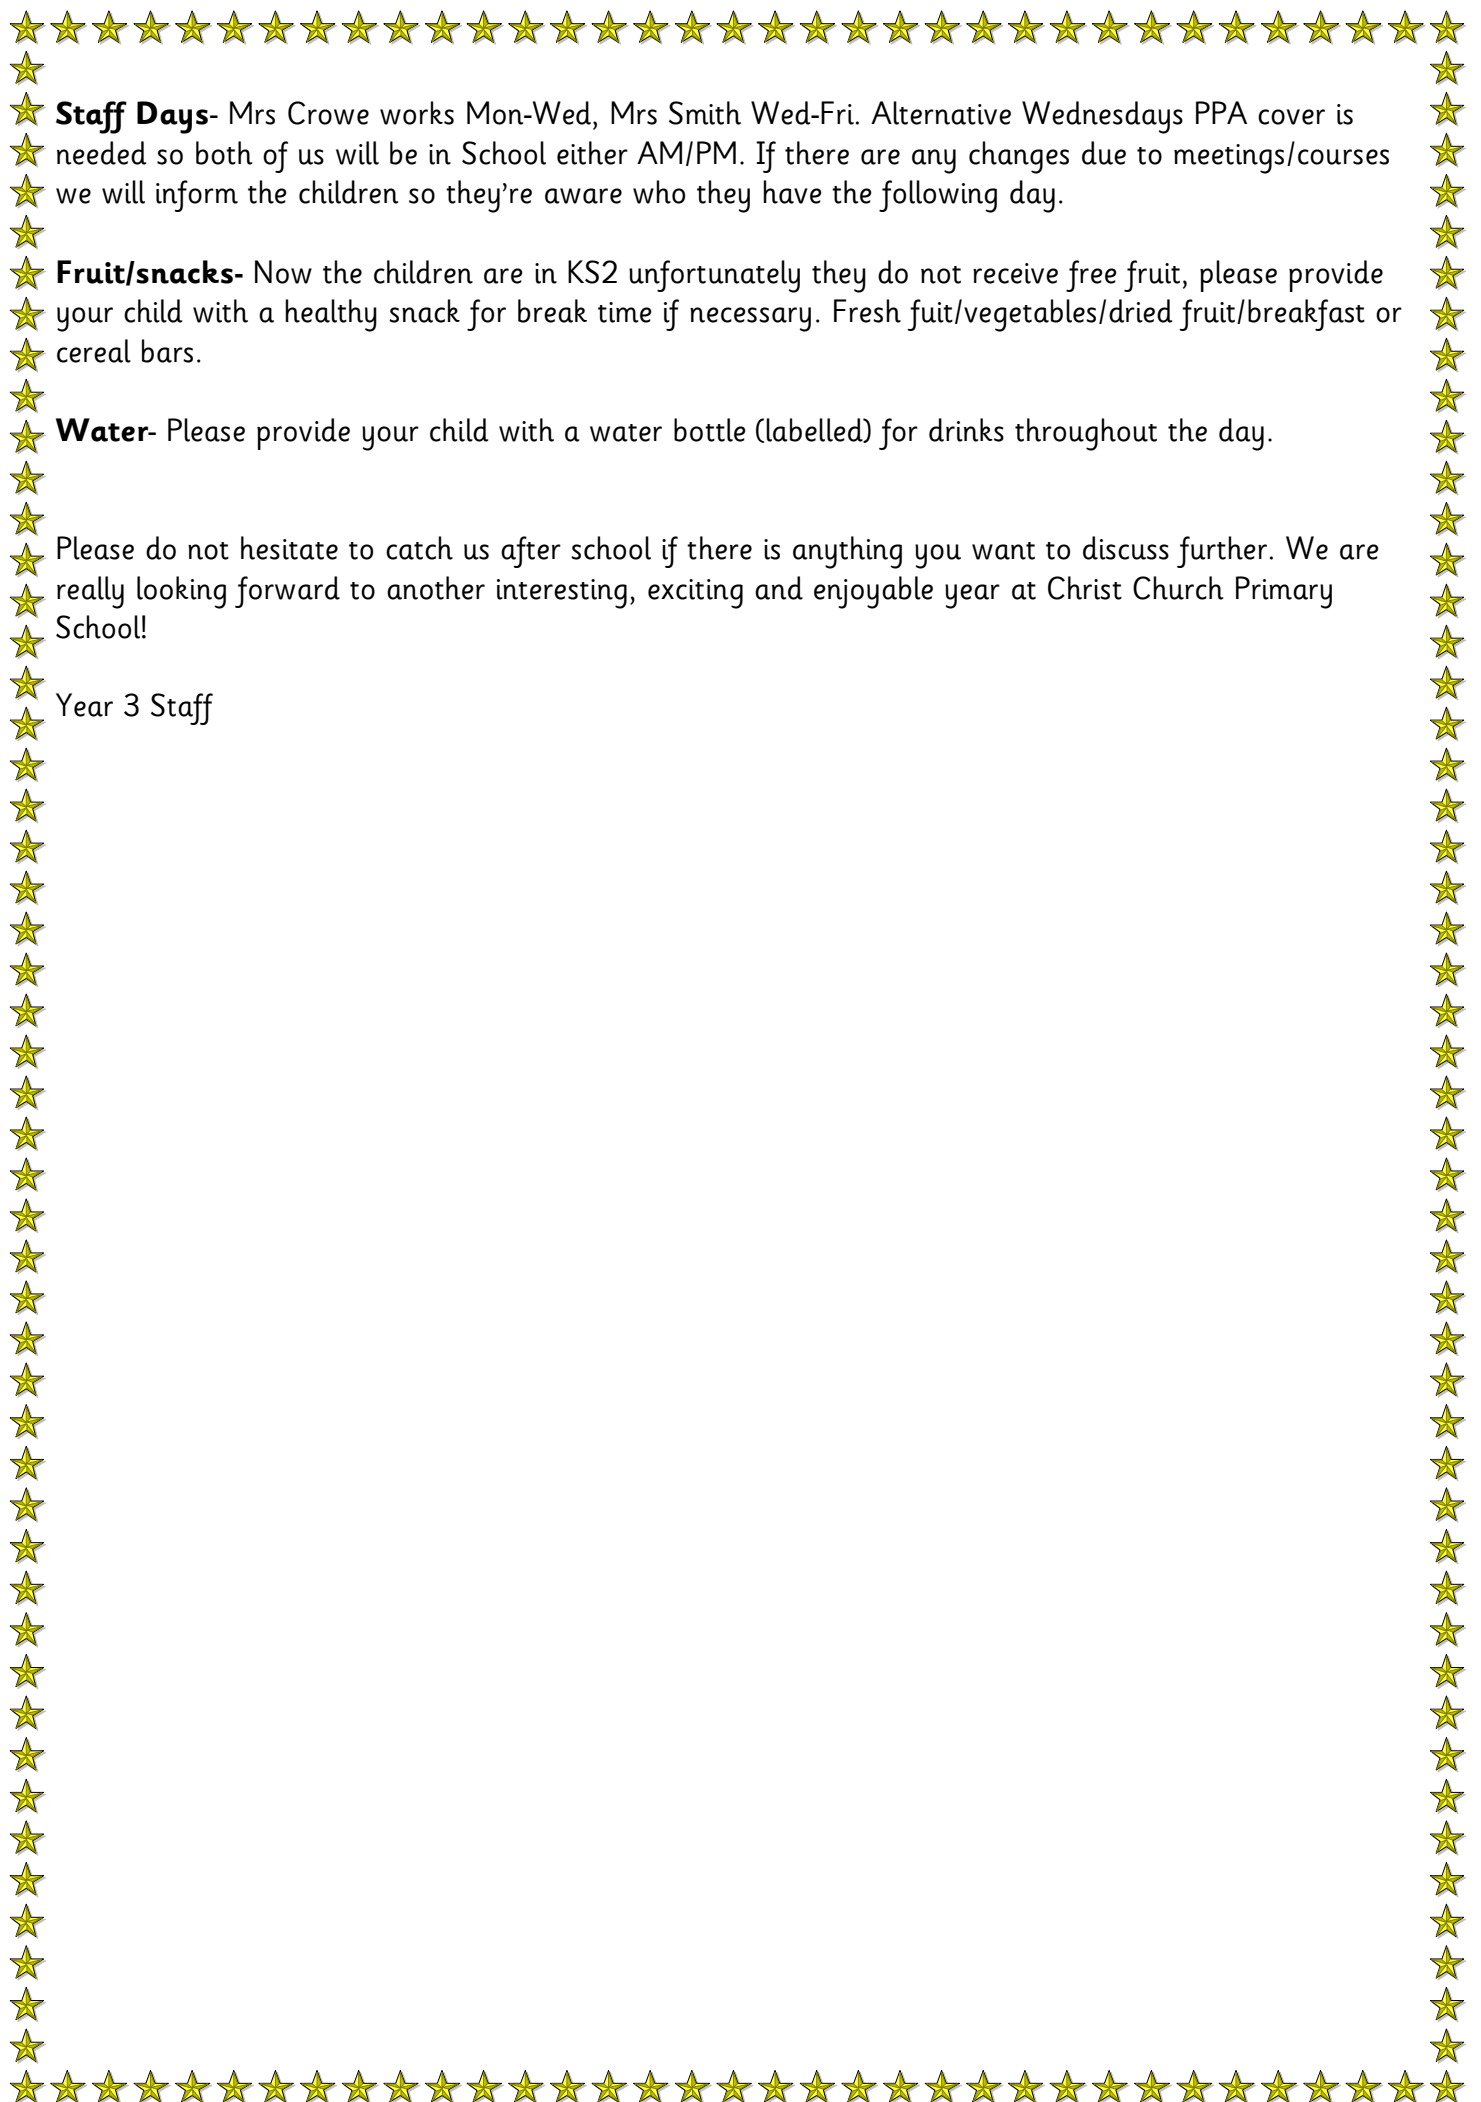 Staff Days- Mrs Crowe works Mon-Wed, Mrs Smith Wed-Fri. Alternative Wednesdays PPA cover is
needed so both of us will be in School either AM/PM. If there are any changes due to meetings/courses
we will inform the children so they’re aware who they have the following day.
Fruit/snacks- Now the children are in KS2 unfortunately they do not receive free fruit, please provide
your child with a healthy snack for break time if necessary. Fresh fuit/vegetables/dried fruit/breakfast or
cereal bars.
Water- Please provide your child with a water bottle (labelled) for drinks throughout the day.
Please do not hesitate to catch us after school if there is anything you want to discuss further. We are
really looking forward to another interesting, exciting and enjoyable year at Christ Church Primary
School!
Year 3 Staff